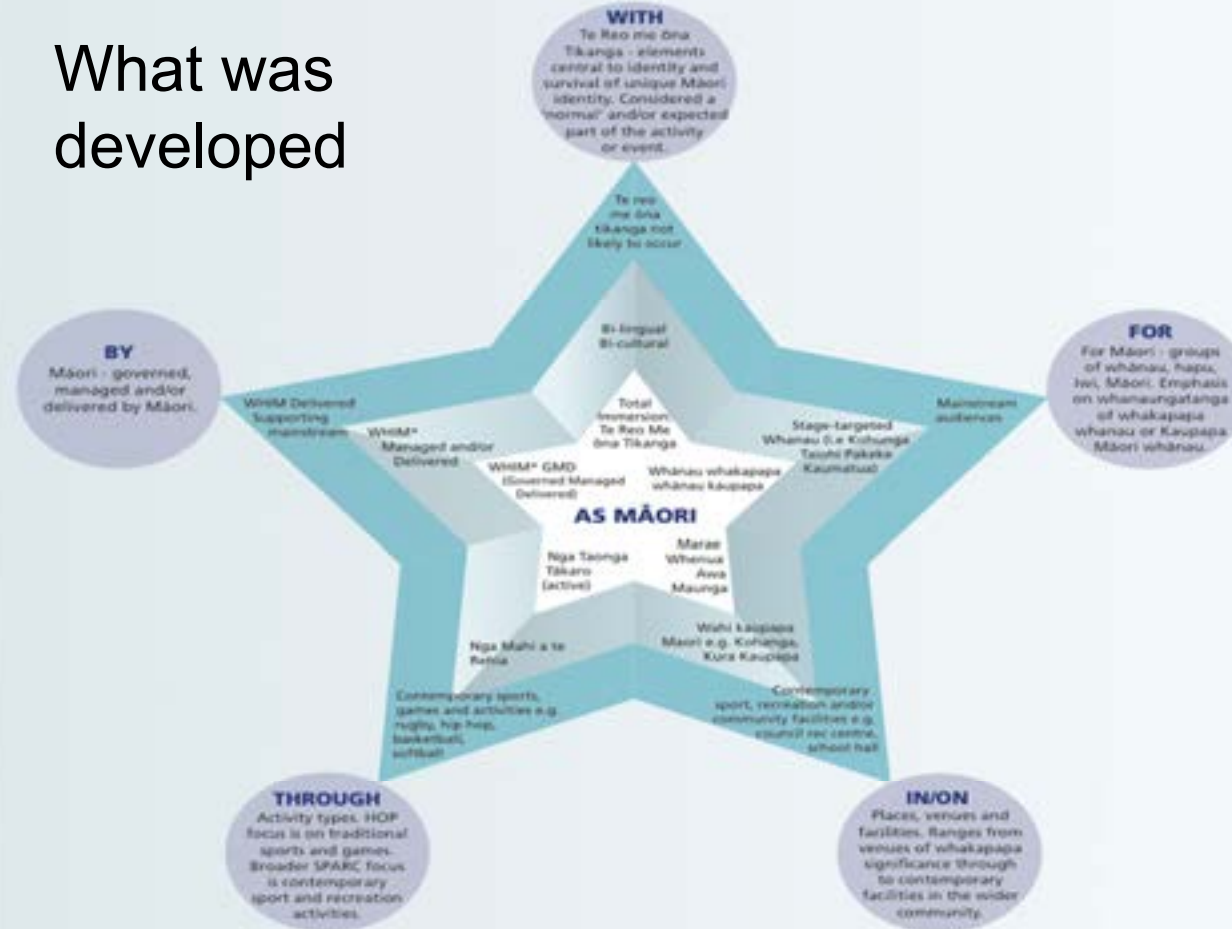 What was
developed
WITH
Te Reo me ōna
Tikanga - elements
central to identity and
survival of unique Māori
identity. Considered a
'normal' and/or expected
part of the activity
or event.
Te reo
me ōna
tikanga not
likely to occur
Bi-lingual
Bi-cultural
Total
Immersion
Te Reo Me
ōna Tikanga
BY
Māori - governed,
managed and/or
delivered by Māori.
WHIM Delivered
Supporting
mainstream
WHIM*
Managed and/or
Delivered
WHIM* GMD
(Governed Managed
Delivered)
FOR
For Māori - groups
of whānau, hapu,
Iwi, Māori. Emphasis
on whanaungatanga
of whakapapa
whanau or Kaupapa
Māori whānau.
Mainstream
audiences
Stage-targeted
Whanau (i.e Kohunga
Taiohi Pakeke
Kaumatua)
Whānau whakapapa
whānau kaupapa
AS MĀORI
Nga Taonga
Tākaro
(active)
Marae
Whenua
Awa
Maunga
Nga Mahi a te
Rehia
Wahi kaupapa
Maori e.g. Kohanga,
Kura Kaupapa
Contemporary sports,
games and activities e.g.
rugby, hip hop,
basketball,
softball
Contemporary
sport, recreation and/or
community facilities e.g.
council rec centre,
school hall
THROUGH
Activity types. HOP
focus is on traditional
sports and games.
Broader SPARC focus
is contemporary
sport and recreation
activities.
IN/ON
Places, venues and
facilities. Ranges from
venues of whakapapa
significance through
to contemporary
facilities in the wider
community.